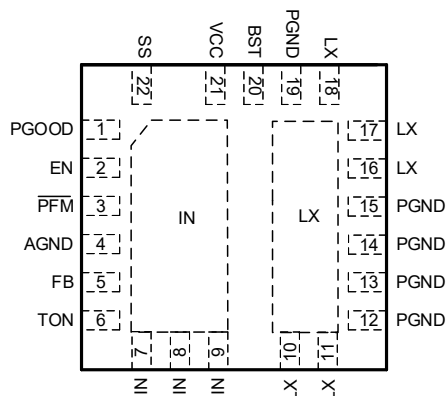 SS
VCC
BST
PGND
LX
22
21
20
19
18
PGOOD 1
EN 2
PFM 3
AGND 4
FB 5
TON 6
IN
LX
17 LX
16 LX
15 PGND
14 PGND
13 PGND
12 PGND
7
8
9
10
11
IN
IN
IN
LX
LX